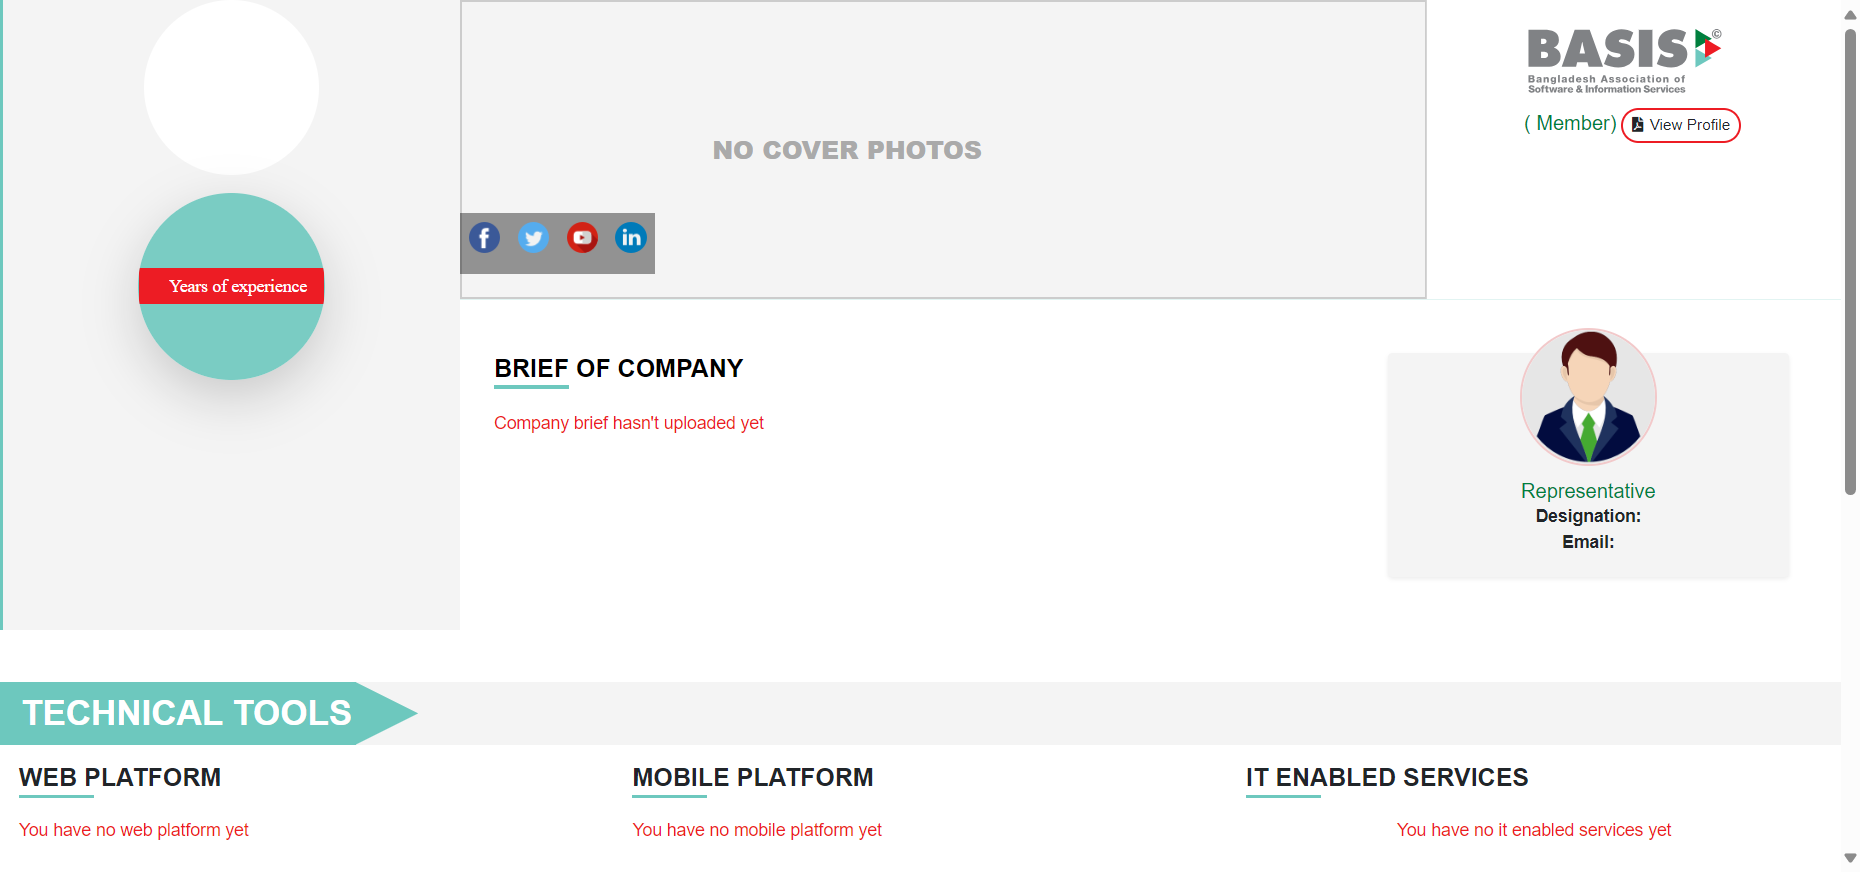 BASIS ©
Bangladesh Association of
Software & Information Services
( Member) View Profile
NO COVER PHOTOS
f in
Years of experience
BRIEF OF COMPANY
Company brief hasn't uploaded yet
Representative
Designation:
Email:
TECHNICAL TOOLS
WEB PLATFORM
You have no web platform yet
MOBILE PLATFORM
You have no mobile platform yet
IT ENABLED SERVICES
You have no it enabled services yet